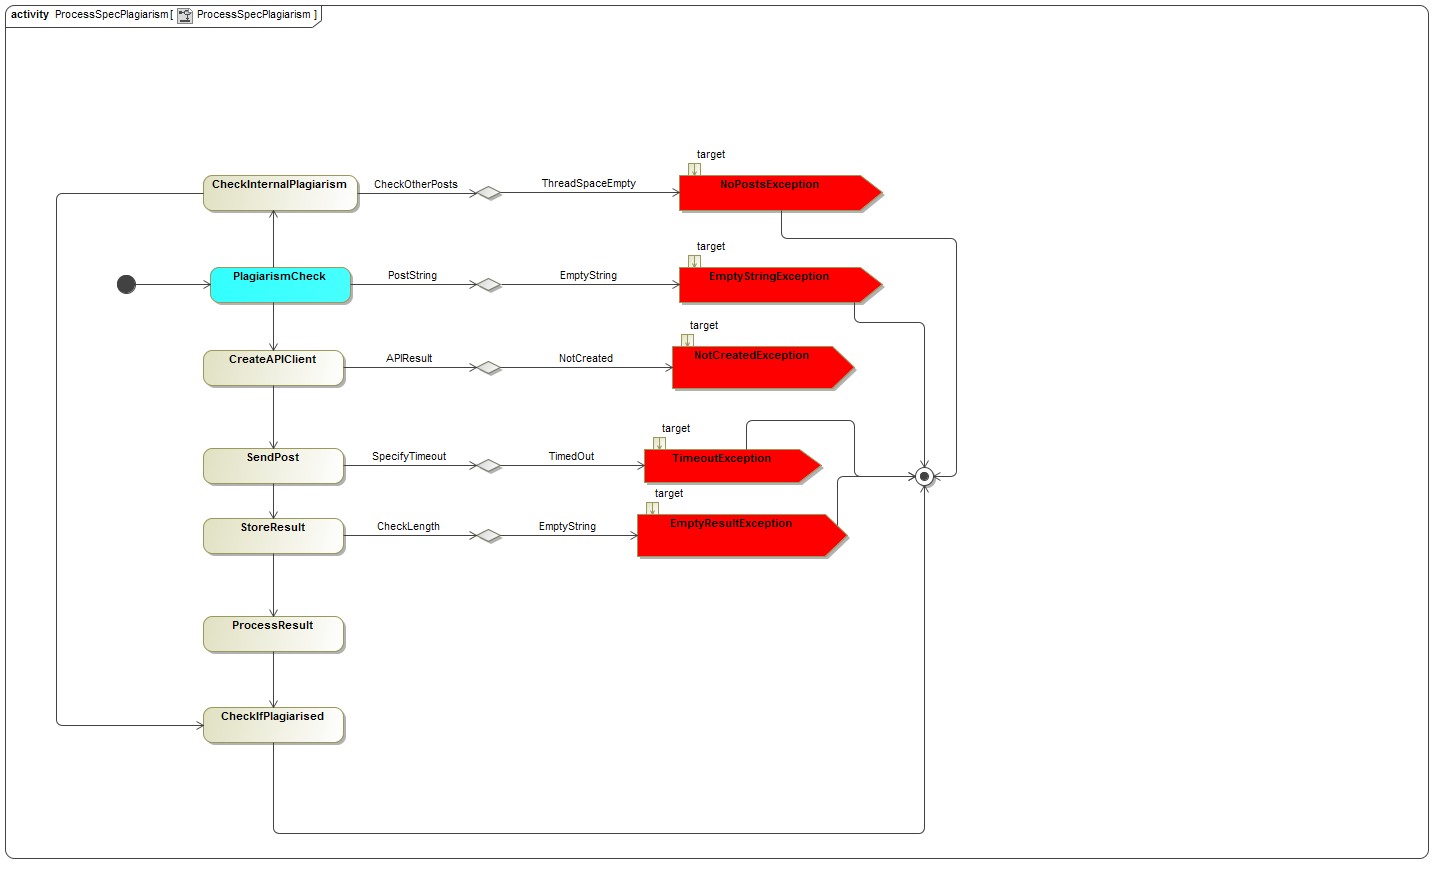 activity ProcessSpecPlagiarism[ ProcessSpecPlagiarism ]
target
CheckInternalPlagiarism CheckOtherPosts ThreadSpaceEmpty NoPostsException
target
PlagiarismCheck PostString EmptyString EmptyStringException
target
CreateAPIClient APIResult NotCreated NotCreatedException
target
SendPost SpecifyTimeout TimedOut TimeoutException
target
StoreResult CheckLength EmptyString EmptyResultException
ProcessResult
CheckIfPlagiarised